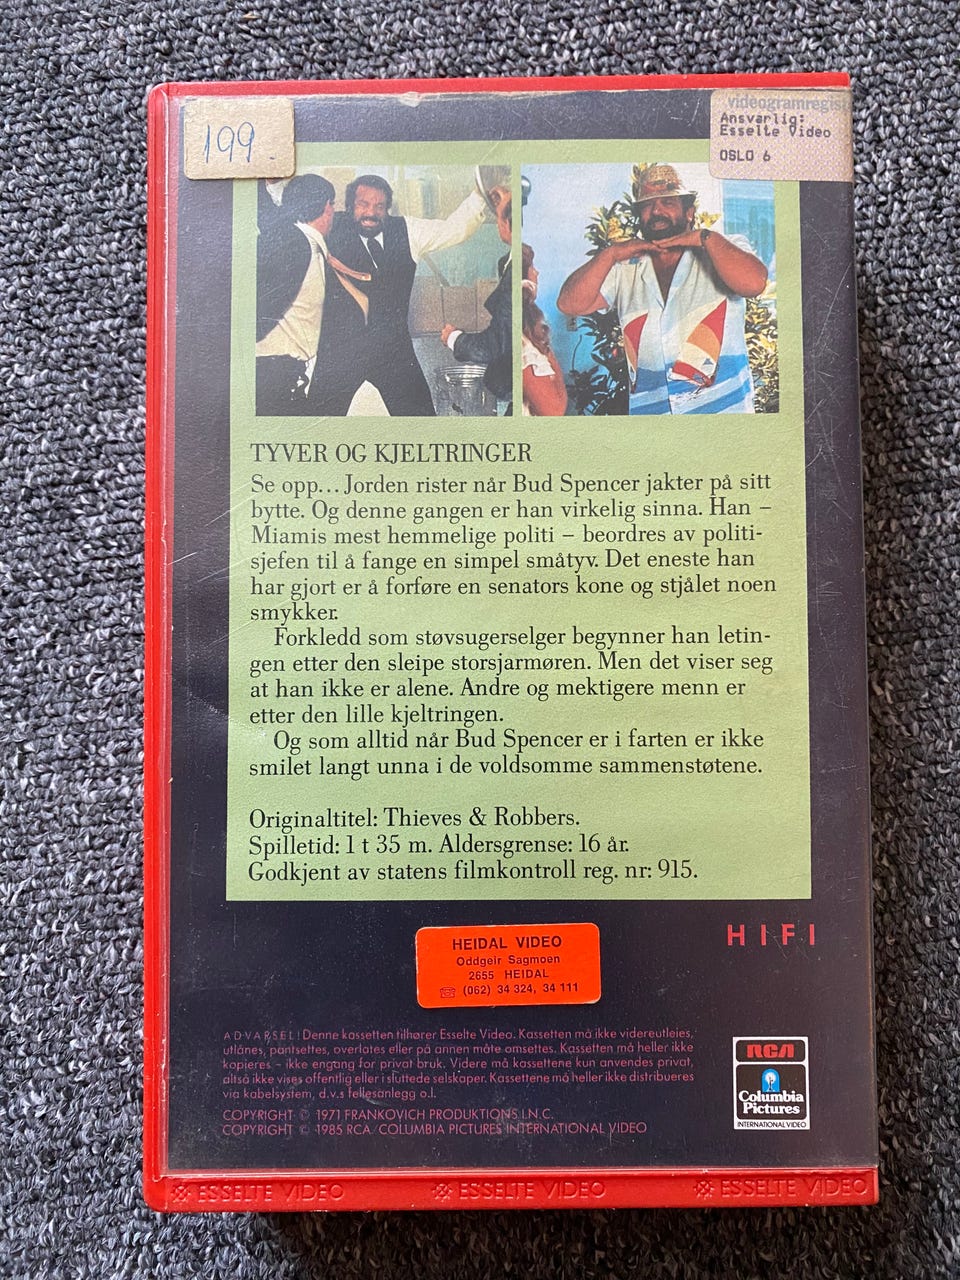 199.
videogramregist
Ansvarlig:
Esselte Video
OSLO 6
TYVER OG KJELTRINGER
Se opp... Jorden rister når Bud Spencer jakter på sitt
bytte. Og denne gangen er han virkelig sinna. Han –
Miamis mest hemmelige politi – beordres av politi-
sjefen til å fange en simpel småtyv. Det eneste han
har gjort er å forføre en senators kone og stjålet noen
smykker.
Forkledd som støvsugerselger begynner han letin-
gen etter den sleipe storsjarmøren. Men det viser seg
at han ikke er alene. Andre og mektigere menn er
etter den lille kjeltringen.
Og som alltid når Bud Spencer er i farten er ikke
smilet langt unna i de voldsomme sammenstøtene.
Originaltitel: Thieves & Robbers.
Spilletid: 1 t 35 m. Aldersgrense: 16 år.
Godkjent av statens filmkontroll reg. nr: 915.
HIFI
HEIDAL VIDEO
Oddgeir Sagmoen
2655 HEIDAL
☏ (062) 34 324, 34 111
ADVARSEL! Denne kassetten tilhører Esselte Video. Kassetten må ikke videreutleies,
utlånes, pantsettes, overlates eller på annen måte omsettes. Kassetten må heller ikke
kopieres – ikke engang for privat bruk. Videre må kassettene kun anvendes privat,
altså ikke vises offentlig eller i sluttede selskaper. Kassettene må heller ikke distribueres
via kabelsystem, d.v.s fellesanlegg o.l.
COPYRIGHT © 1971 FRANKOVICH PRODUKTIONS I.N.C.
COPYRIGHT © 1985 RCA/COLUMBIA PICTURES INTERNATIONAL VIDEO
RCA
Columbia
Pictures
INTERNATIONAL VIDEO
ESSELTE VIDEO ESSELTE VIDEO ESSELTE VIDEO